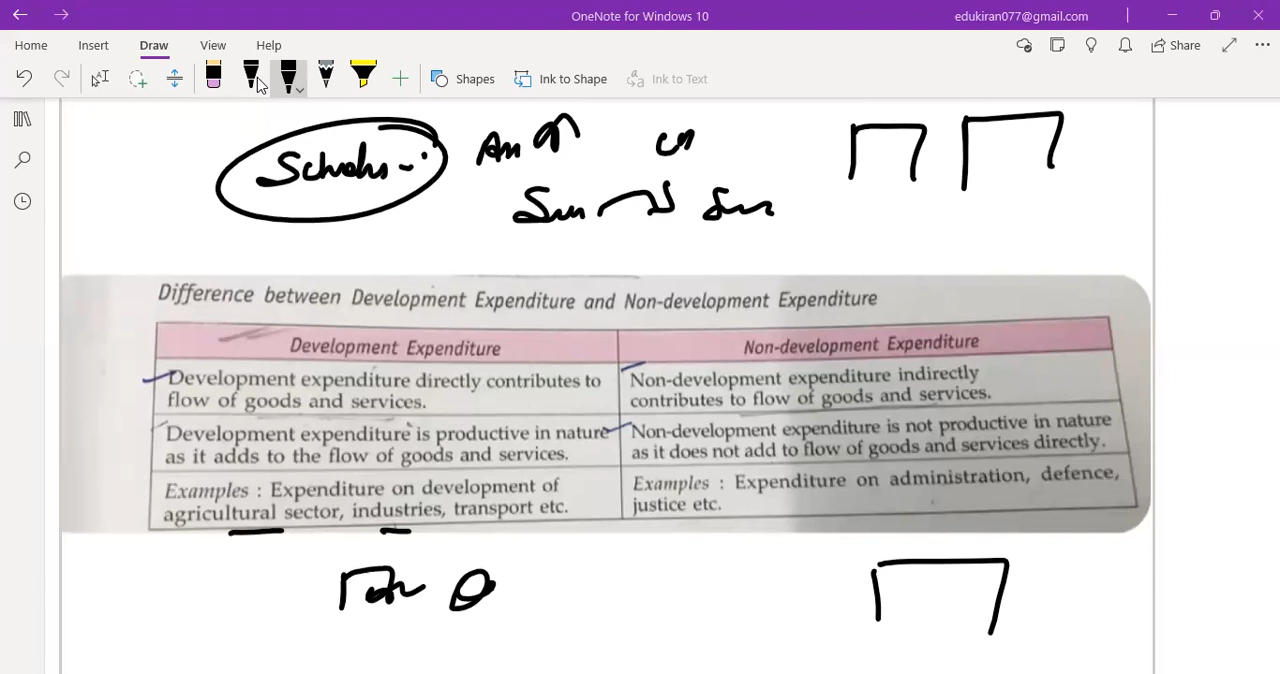 OneNote for Windows 10
edukiran077@gmail.com
Home Insert Draw View Help
Share
Shapes Ink to Shape Ink to Text
Difference between Development Expenditure and Non-development Expenditure
Development Expenditure
Non-development Expenditure
Development expenditure directly contributes to
flow of goods and services.
Non-development expenditure indirectly
contributes to flow of goods and services.
Development expenditure is productive in nature
as it adds to the flow of goods and services.
Non-development expenditure is not productive in nature
as it does not add to flow of goods and services directly.
Examples : Expenditure on development of
agricultural sector, industries, transport etc.
Examples : Expenditure on administration, defence,
justice etc.